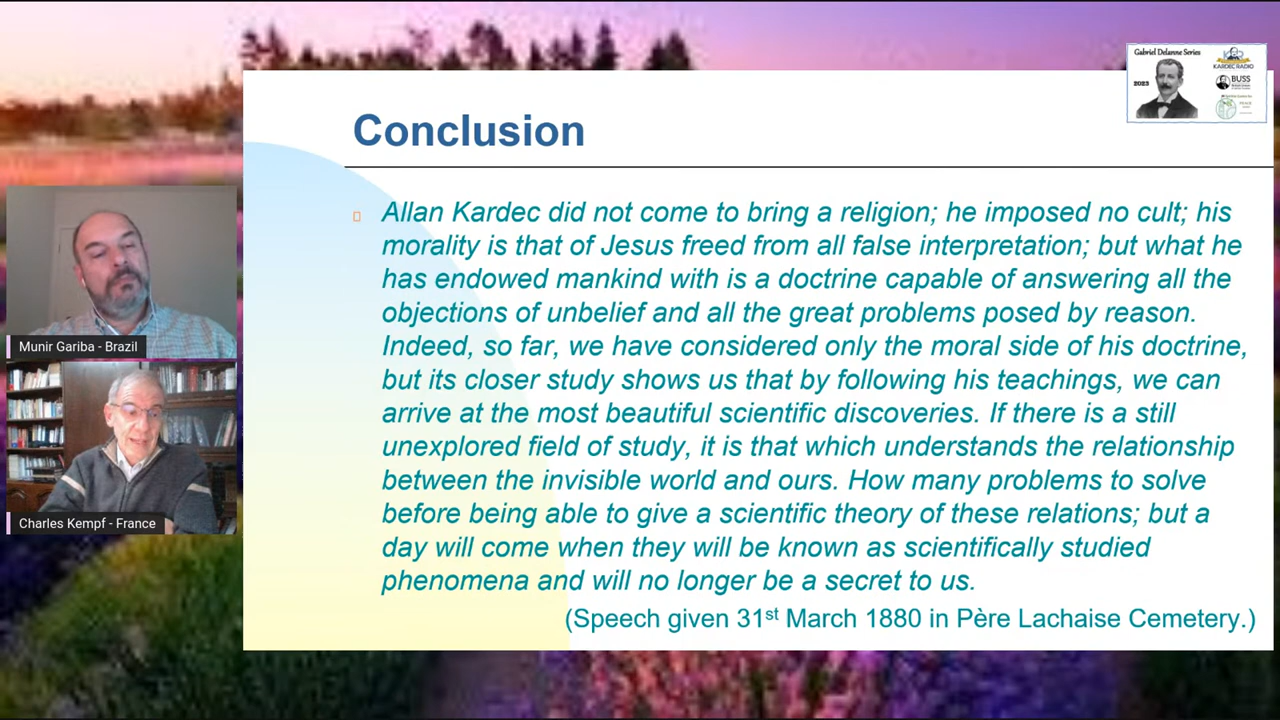 Gabriel Delanne Series
2023
KARDEC RADIO
BUSS
PEACE
Conclusion
Allan Kardec did not come to bring a religion; he imposed no cult; his
morality is that of Jesus freed from all false interpretation; but what he
has endowed mankind with is a doctrine capable of answering all the
objections of unbelief and all the great problems posed by reason.
Indeed, so far, we have considered only the moral side of his doctrine,
but its closer study shows us that by following his teachings, we can
arrive at the most beautiful scientific discoveries. If there is a still
unexplored field of study, it is that which understands the relationship
between the invisible world and ours. How many problems to solve
before being able to give a scientific theory of these relations; but a
day will come when they will be known as scientifically studied
phenomena and will no longer be a secret to us.
(Speech given 31st March 1880 in Père Lachaise Cemetery.)
Munir Gariba - Brazil
Charles Kempf - France